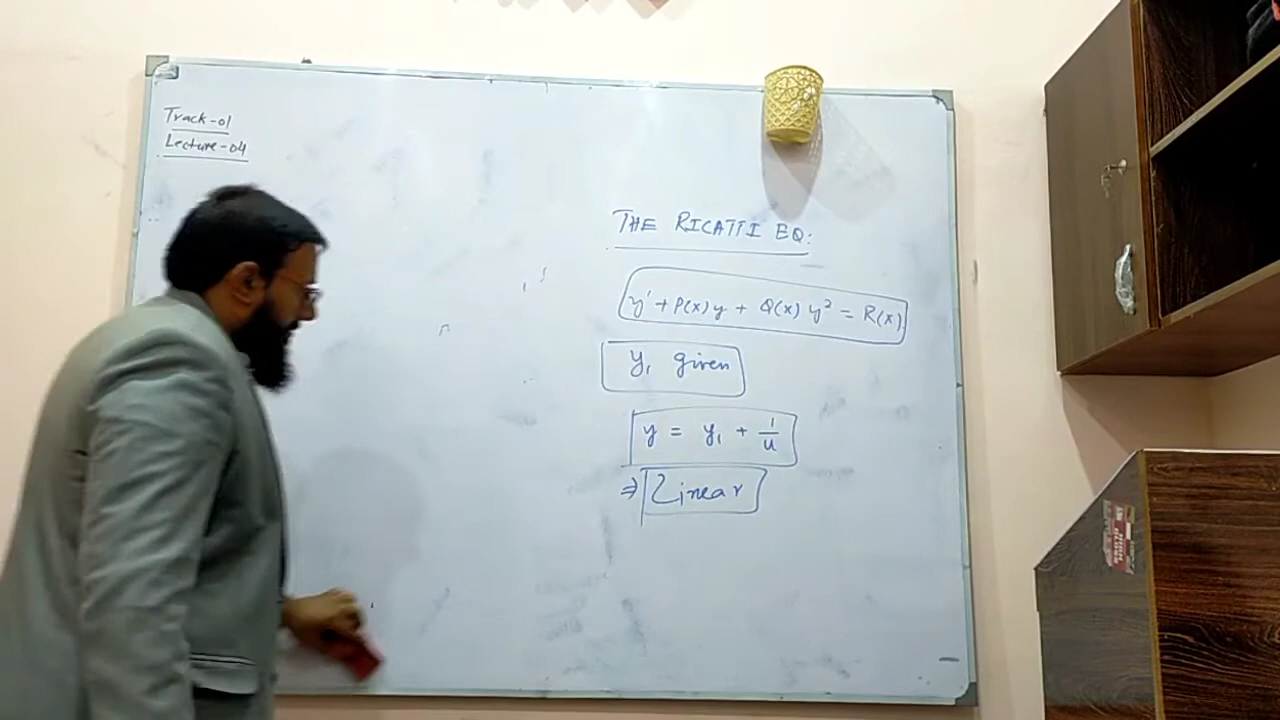 Track-01
Lecture-04
THE RICATTI EQ:
y' + P(x) y + Q(x) y² = R(x)
y₁ given
y = y₁ + 1/u
⇒ Linear